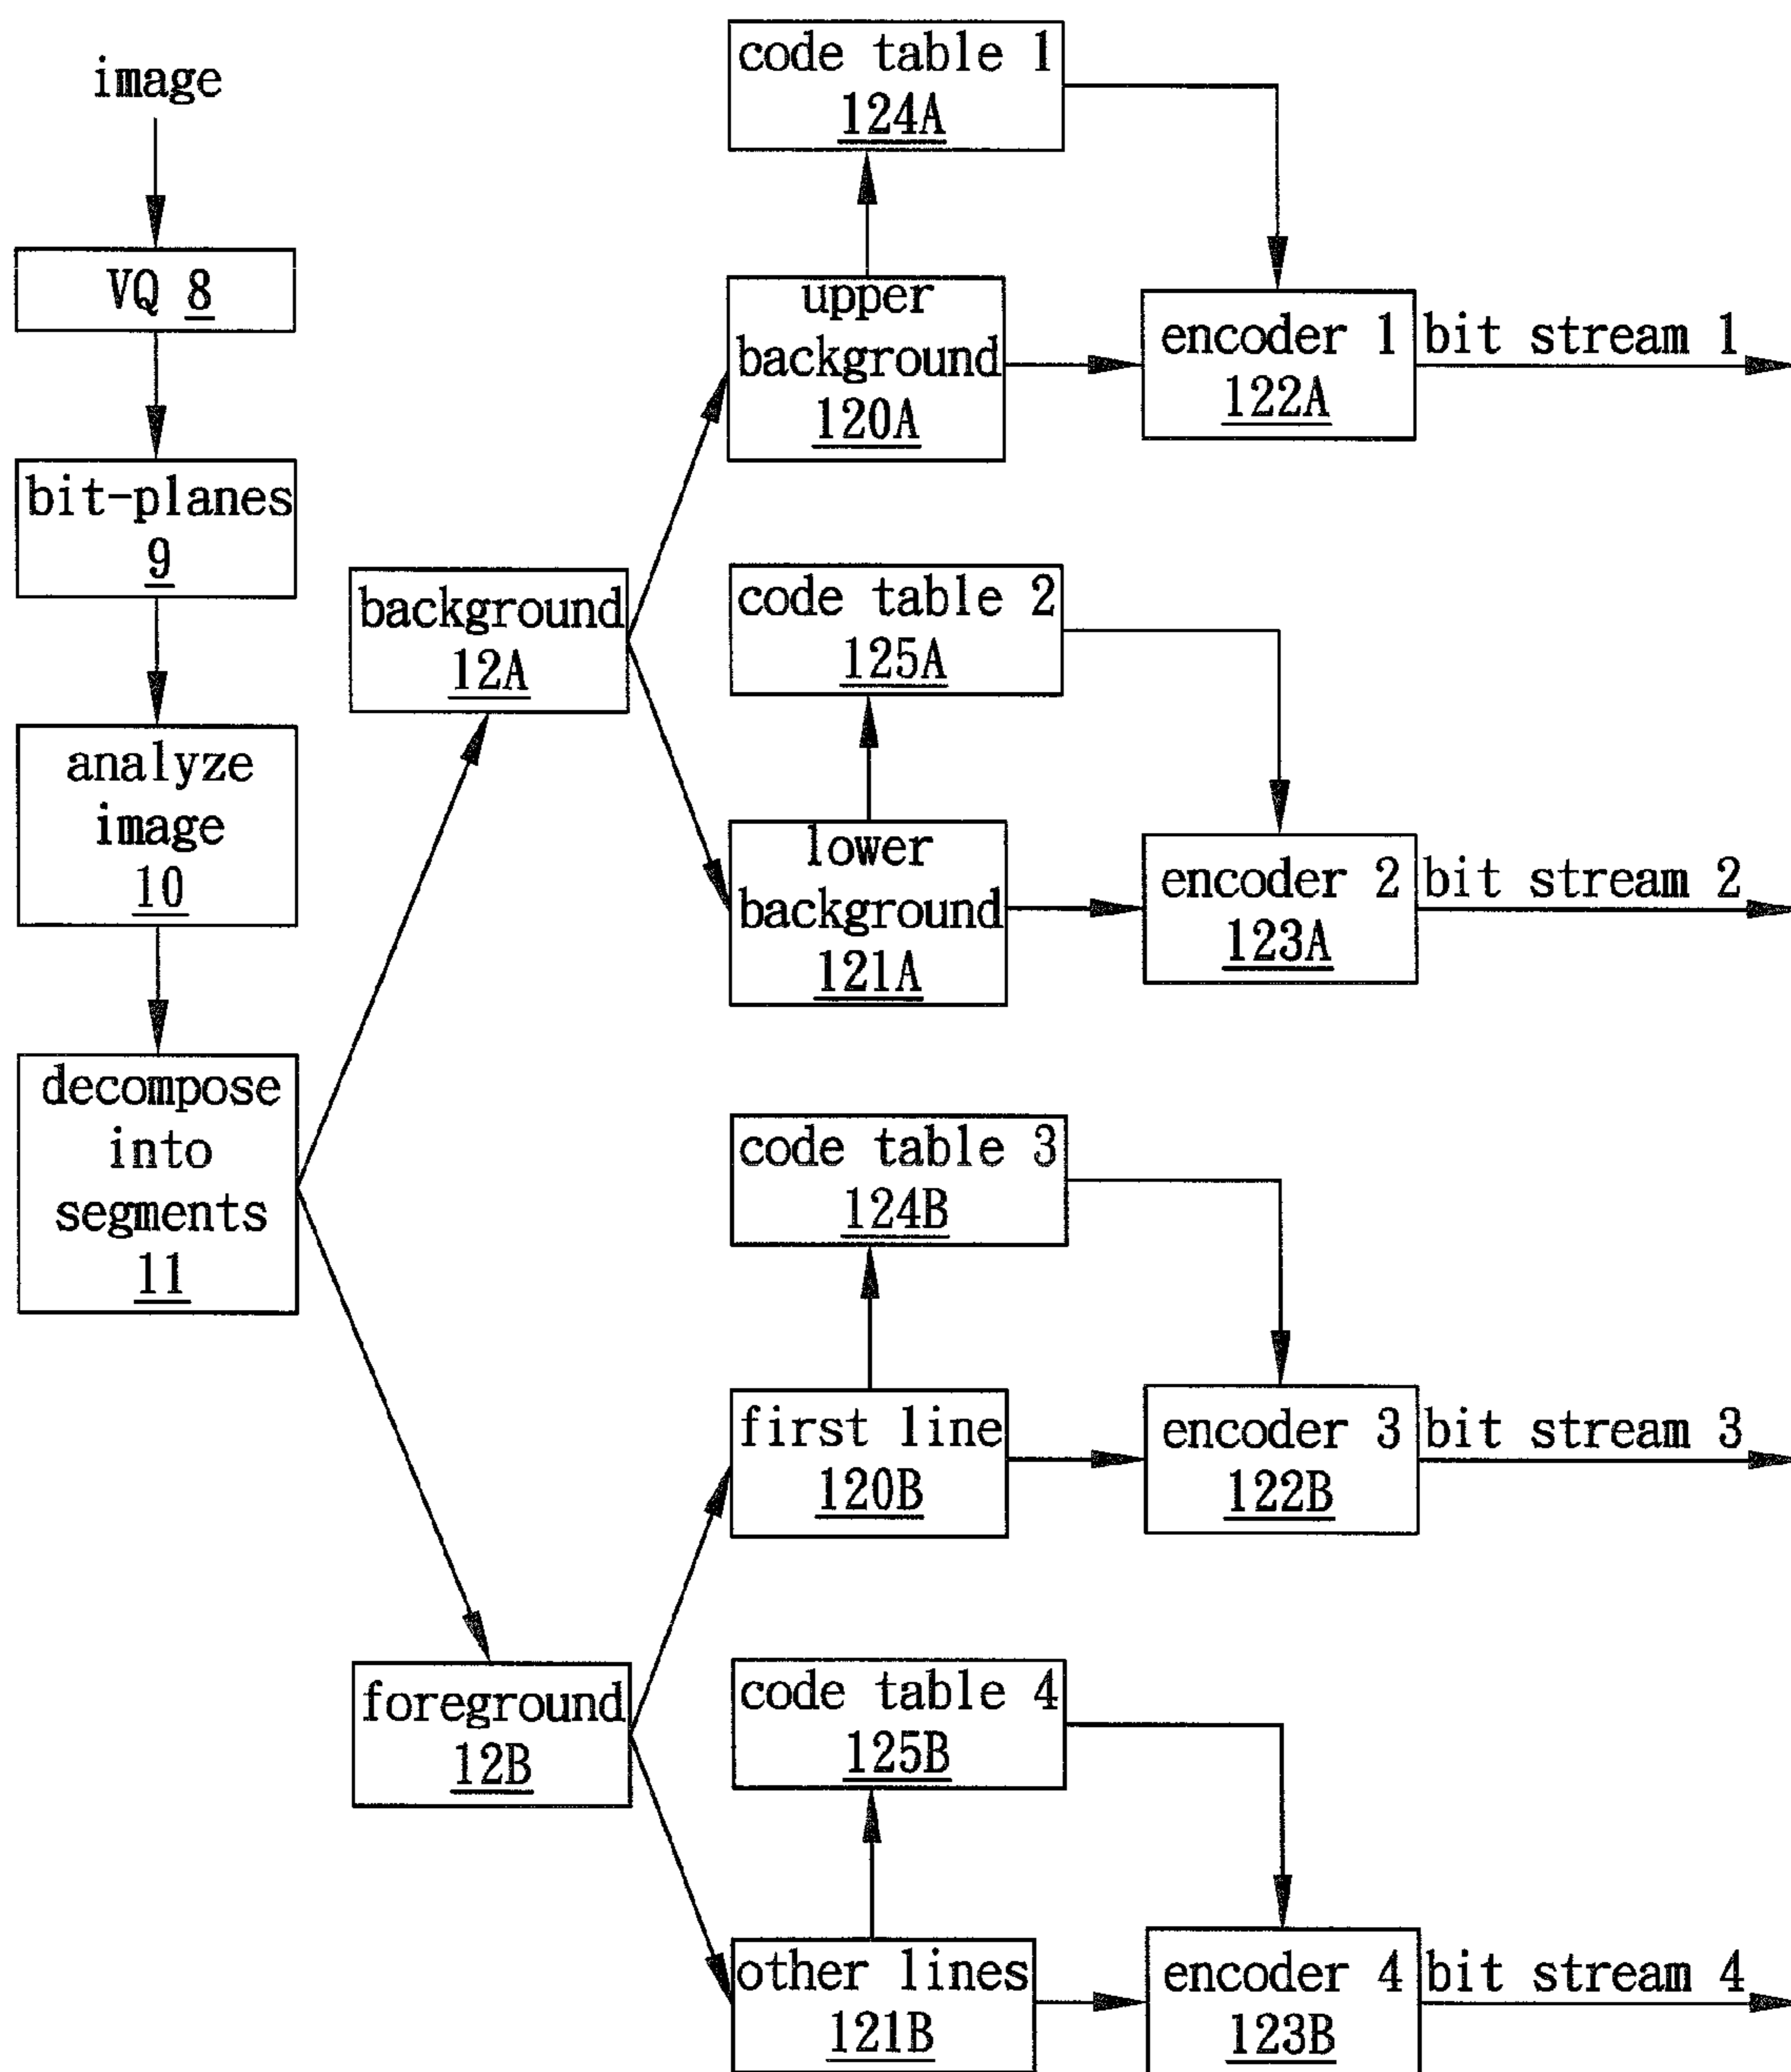 image
VQ 8
bit-planes
9
analyze
image
10
decompose
into
segments
11
background
12A
foreground
12B
code table 1
124A
upper
background
120A
encoder 1
122A
bit stream 1
code table 2
125A
lower
background
121A
encoder 2
123A
bit stream 2
code table 3
124B
first line
120B
encoder 3
122B
bit stream 3
code table 4
125B
other lines
121B
encoder 4
123B
bit stream 4